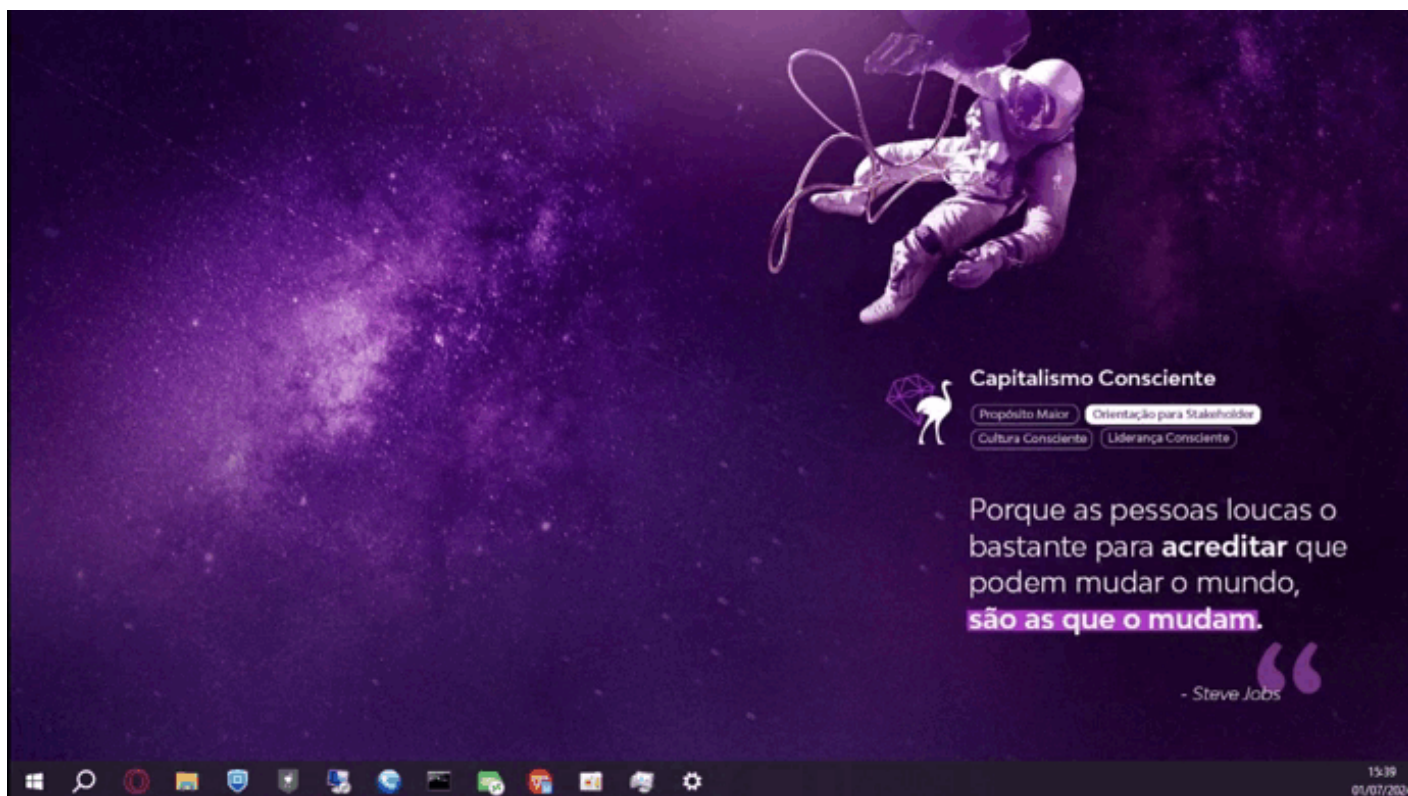 Capitalismo Consciente
Propósito Maior Orientação para Stakeholder
Cultura Consciente Liderança Consciente
Porque as pessoas loucas o
bastante para acreditar que
podem mudar o mundo,
são as que o mudam.
- Steve Jobs
15:39